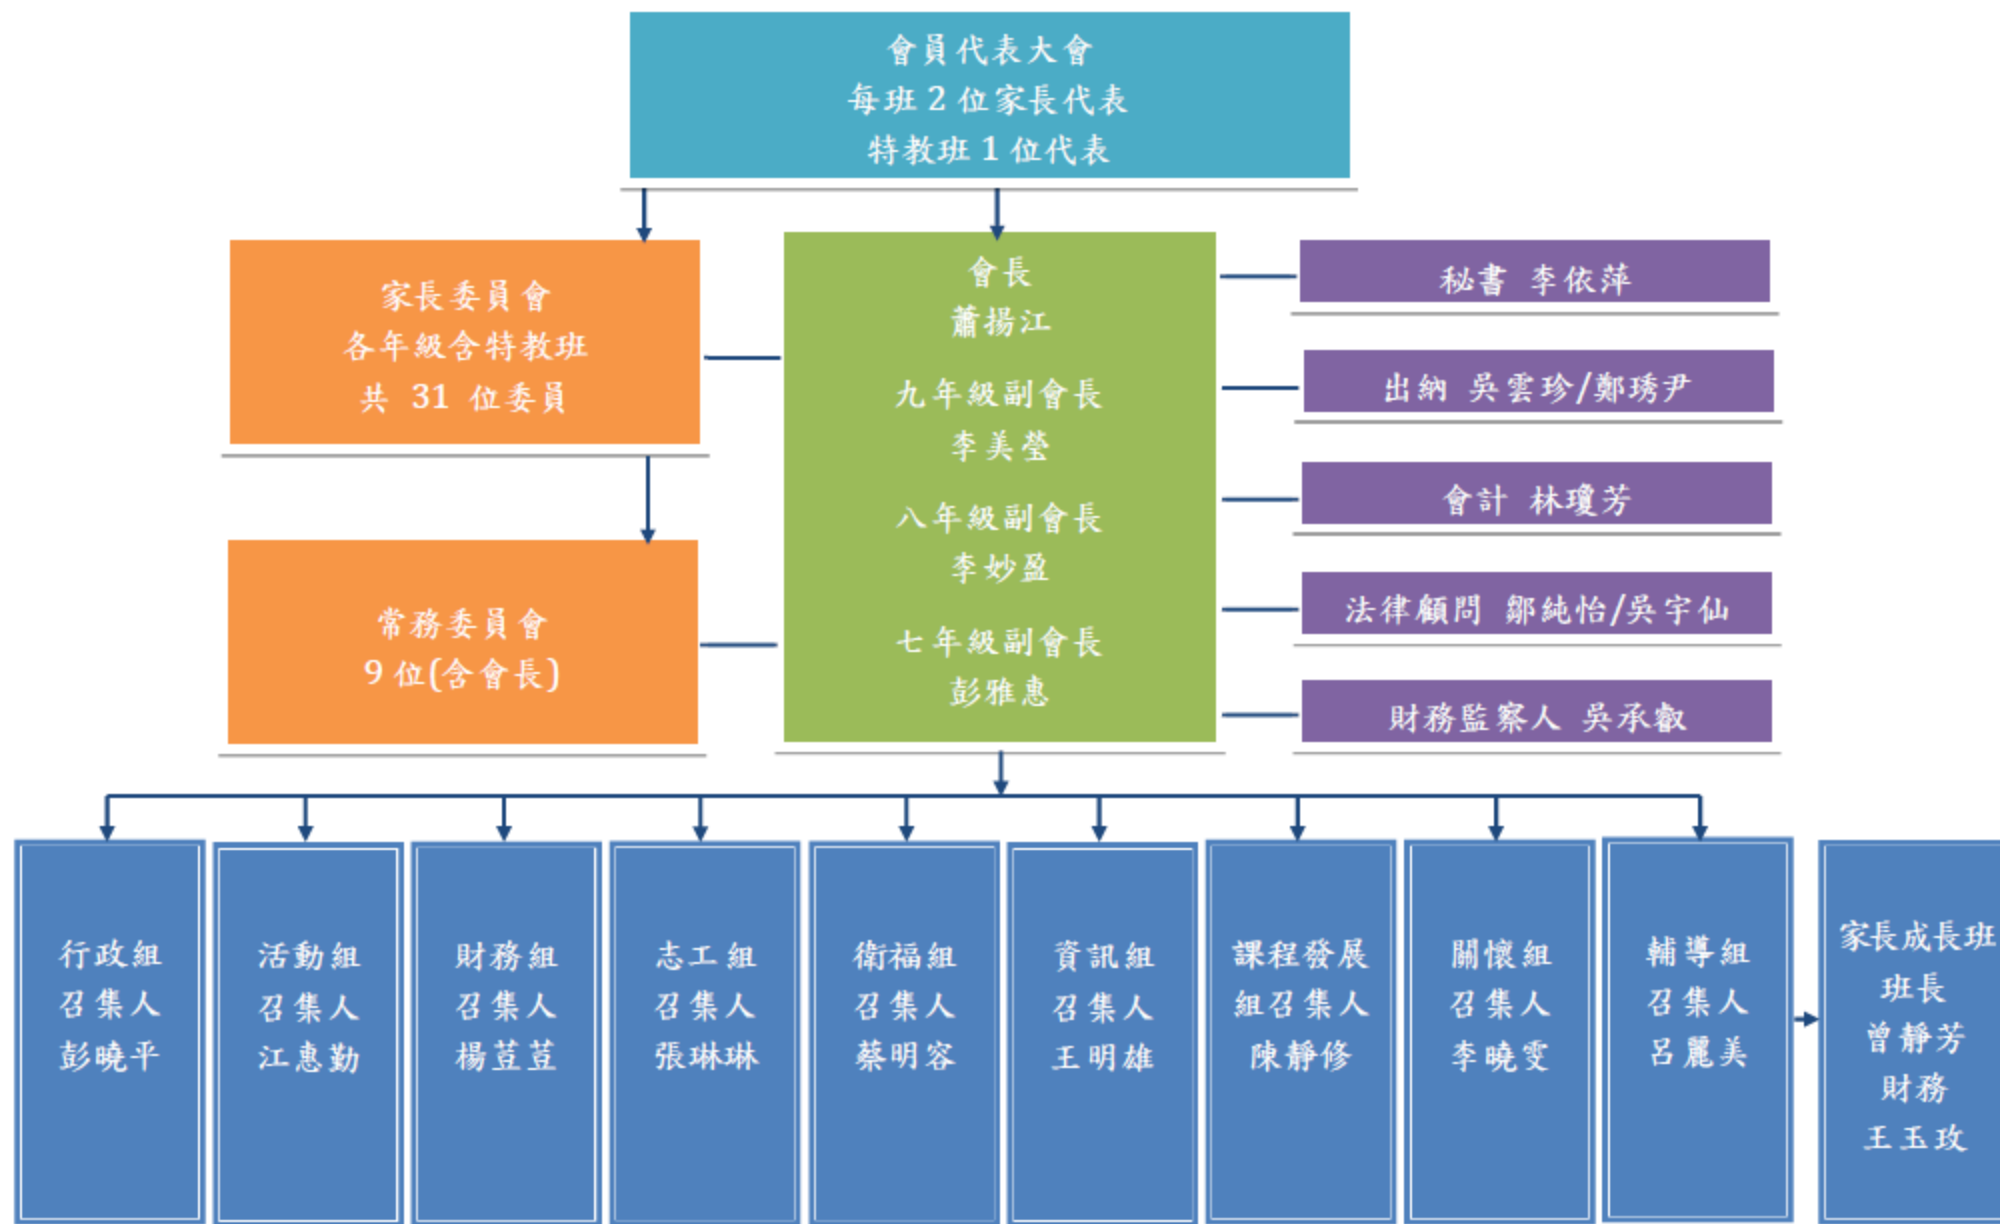 會員代表大會
每班 2 位家長代表
特教班 1 位代表
家長委員會
各年級含特教班
共 31 位委員
常務委員會
9 位(含會長)
會長
蕭揚江
九年級副會長
李美瑩
八年級副會長
李妙盈
七年級副會長
彭雅惠
秘書 李依萍
出納 吳雲珍/鄭琇尹
會計 林瓊芳
法律顧問 鄒純怡/吳宇仙
財務監察人 吳承叡
行政組
召集人
彭曉平
活動組
召集人
江惠勤
財務組
召集人
楊荳荳
志工組
召集人
張琳琳
衛福組
召集人
蔡明容
資訊組
召集人
王明雄
課程發展
組召集人
陳靜修
關懷組
召集人
李曉雯
輔導組
召集人
呂麗美
家長成長班
班長
曾靜芳
財務
王玉玫